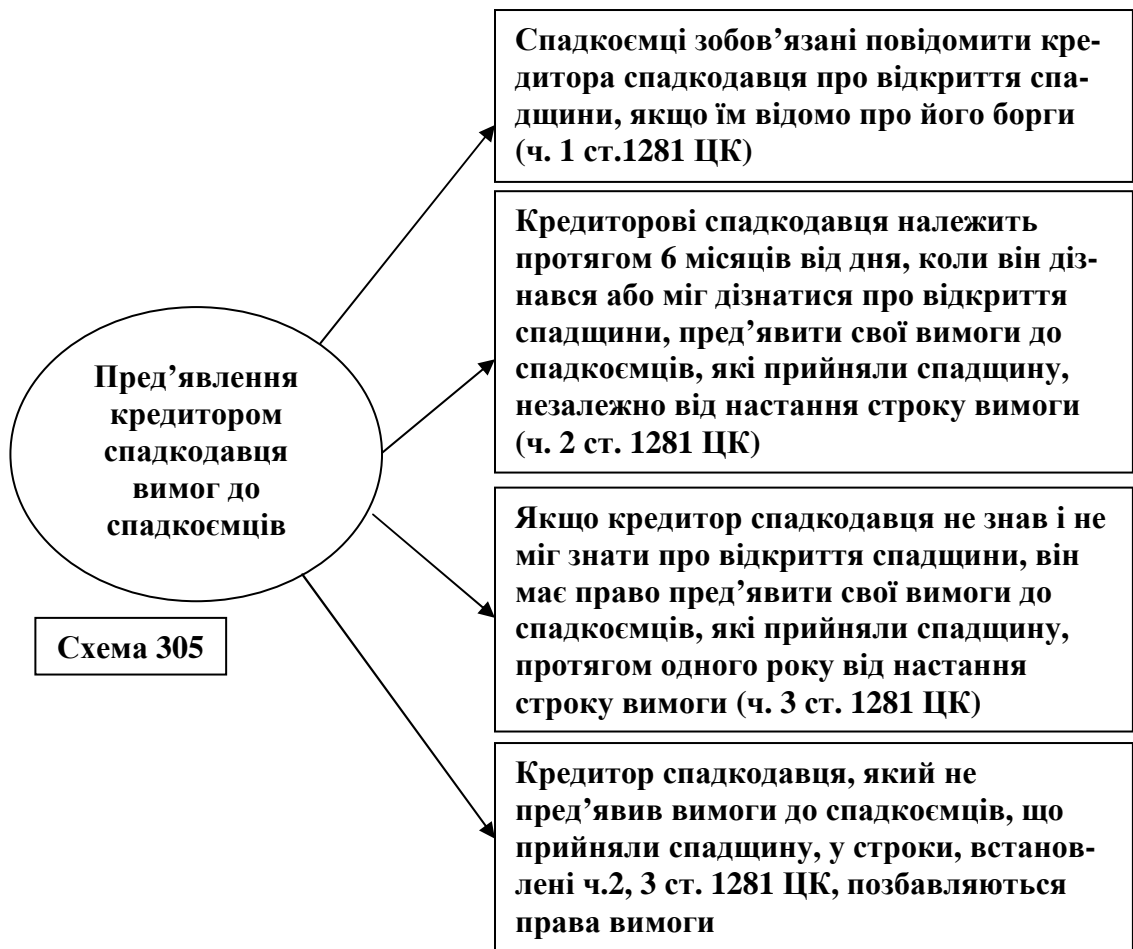 Спадкоємці зобов’язані повідомити кре-
дитора спадкодавця про відкриття спа-
дщини, якщо їм відомо про його борги
(ч. 1 ст.1281 ЦК)
Кредиторові спадкодавця належить
протягом 6 місяців від дня, коли він діз-
нався або міг дізнатися про відкриття
спадщини, пред’явити свої вимоги до
спадкоємців, які прийняли спадщину,
незалежно від настання строку вимоги
(ч. 2 ст. 1281 ЦК)
Пред’явлення
кредитором
спадкодавця
вимог до
спадкоємців
Якщо кредитор спадкодавця не знав і не
міг знати про відкриття спадщини, він
має право пред’явити свої вимоги до
спадкоємців, які прийняли спадщину,
протягом одного року від настання
строку вимоги (ч. 3 ст. 1281 ЦК)
Схема 305
Кредитор спадкодавця, який не
пред’явив вимоги до спадкоємців, що
прийняли спадщину, у строки, встанов-
лені ч.2, 3 ст. 1281 ЦК, позбавляються
права вимоги